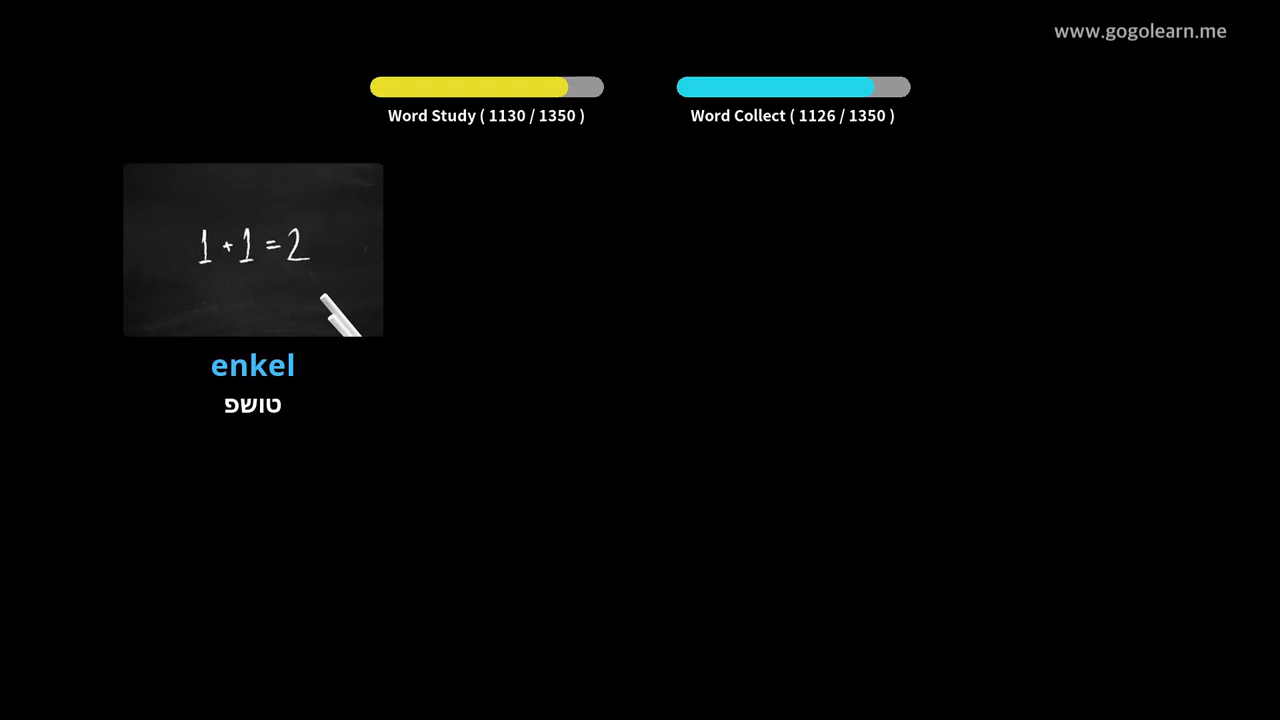 www.gogolearn.me
Word Study ( 1130 / 1350 )
Word Collect ( 1126 / 1350 )
1 + 1 = 2
enkel
טושפ